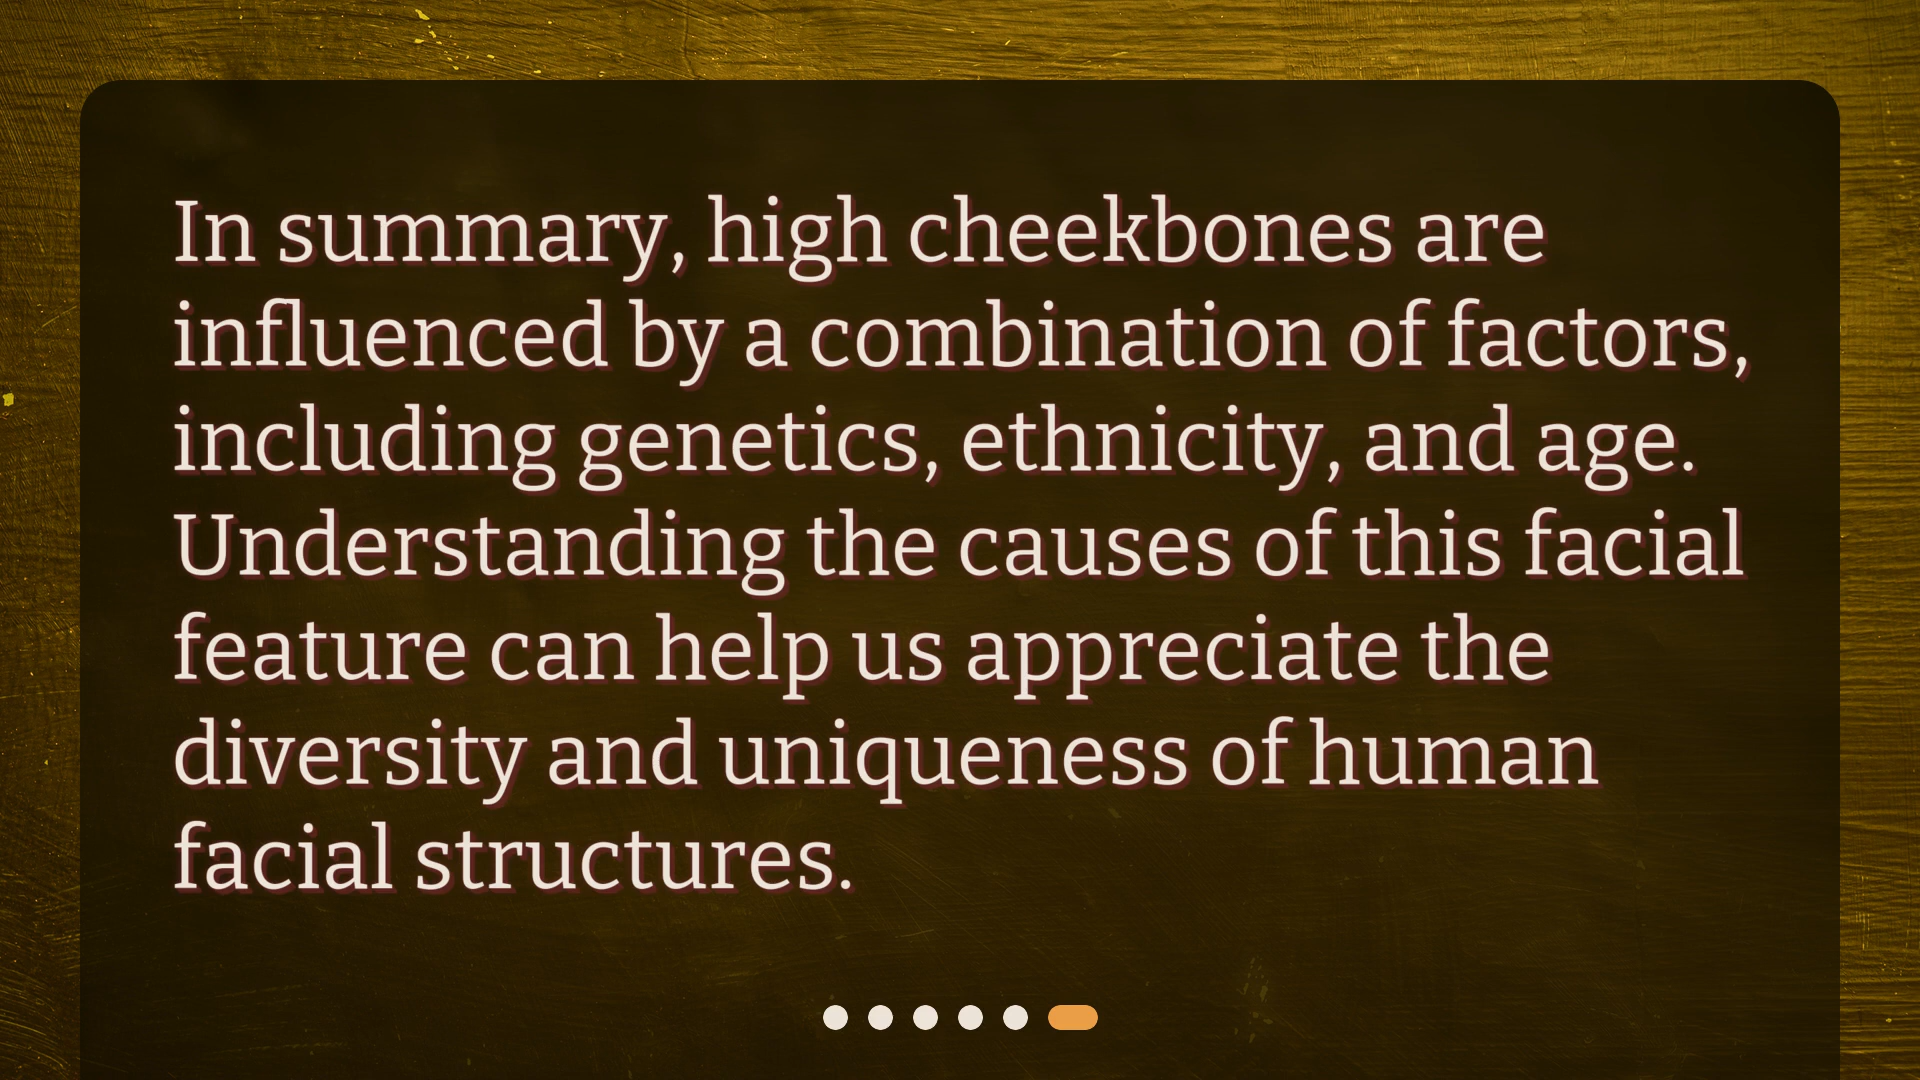 In summary, high cheekbones are
influenced by a combination of factors,
including genetics, ethnicity, and age.
Understanding the causes of this facial
feature can help us appreciate the
diversity and uniqueness of human
facial structures.